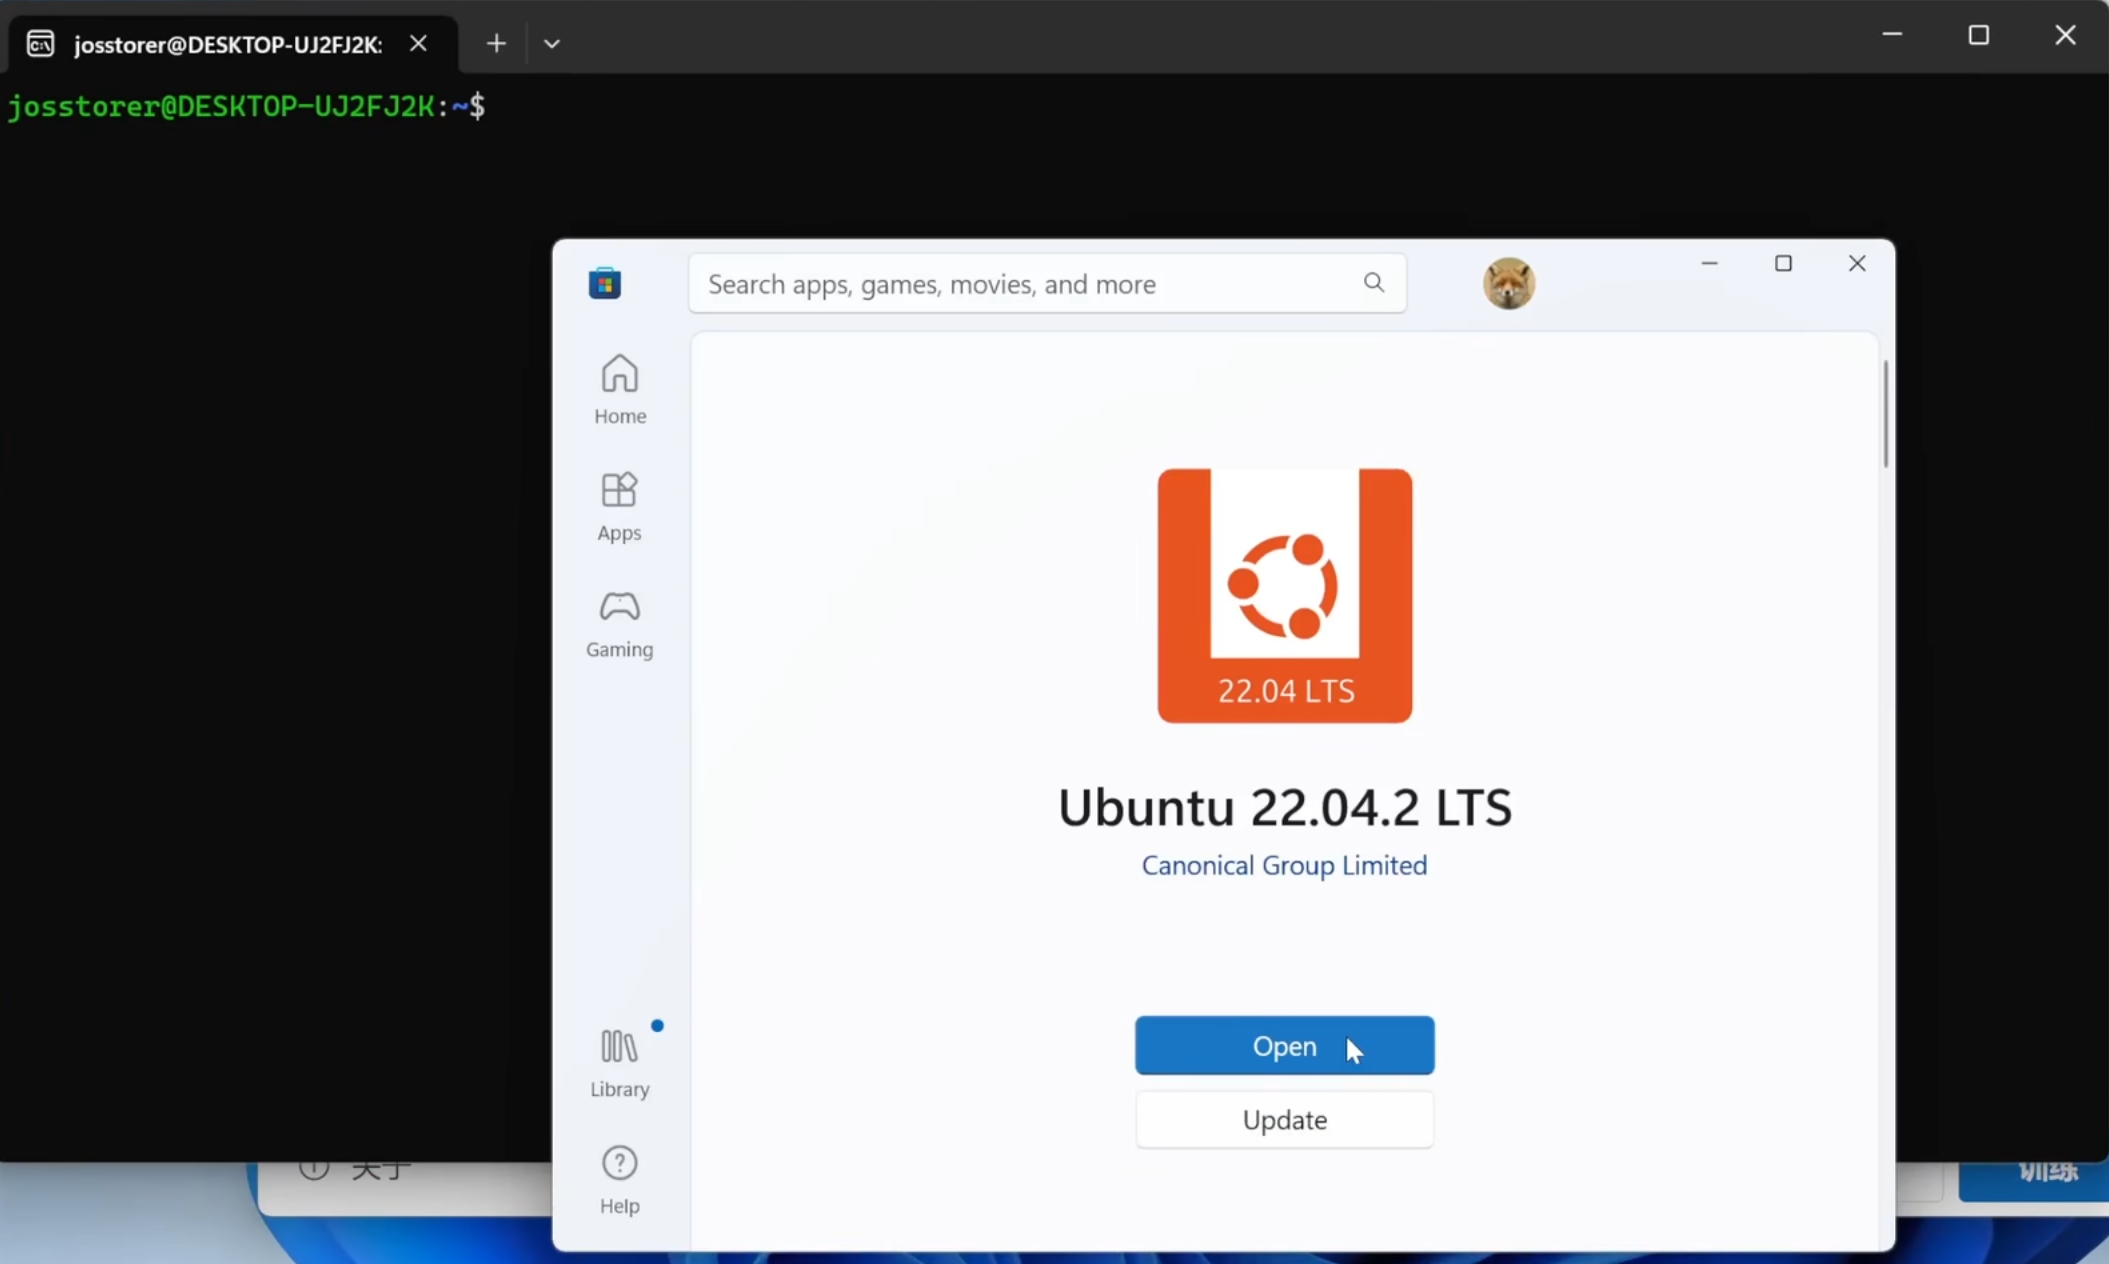 josstorer@DESKTOP-UJ2FJ2K:
josstorer@DESKTOP-UJ2FJ2K:~$
Search apps, games, movies, and more
Home
Apps
Gaming
22.04 LTS
Ubuntu 22.04.2 LTS
Canonical Group Limited
Open
Update
Library
Help
关于
训练